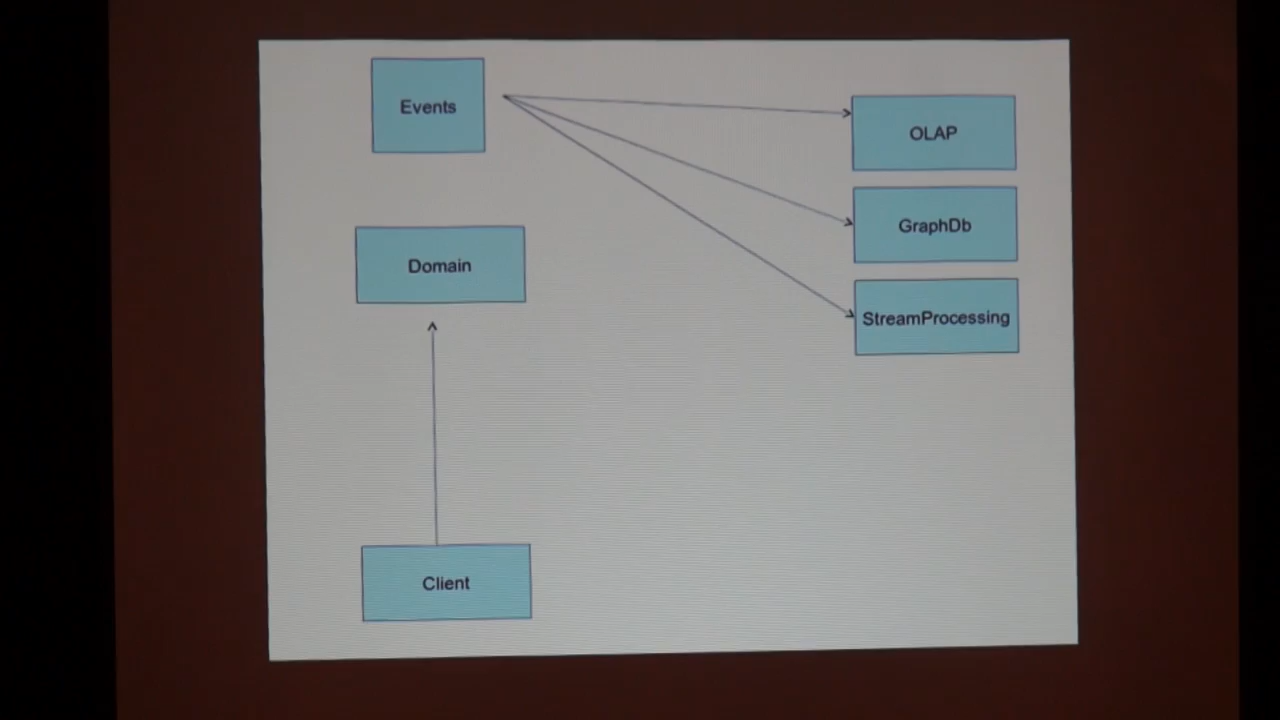 Events
OLAP
GraphDb
Domain
StreamProcessing
Client